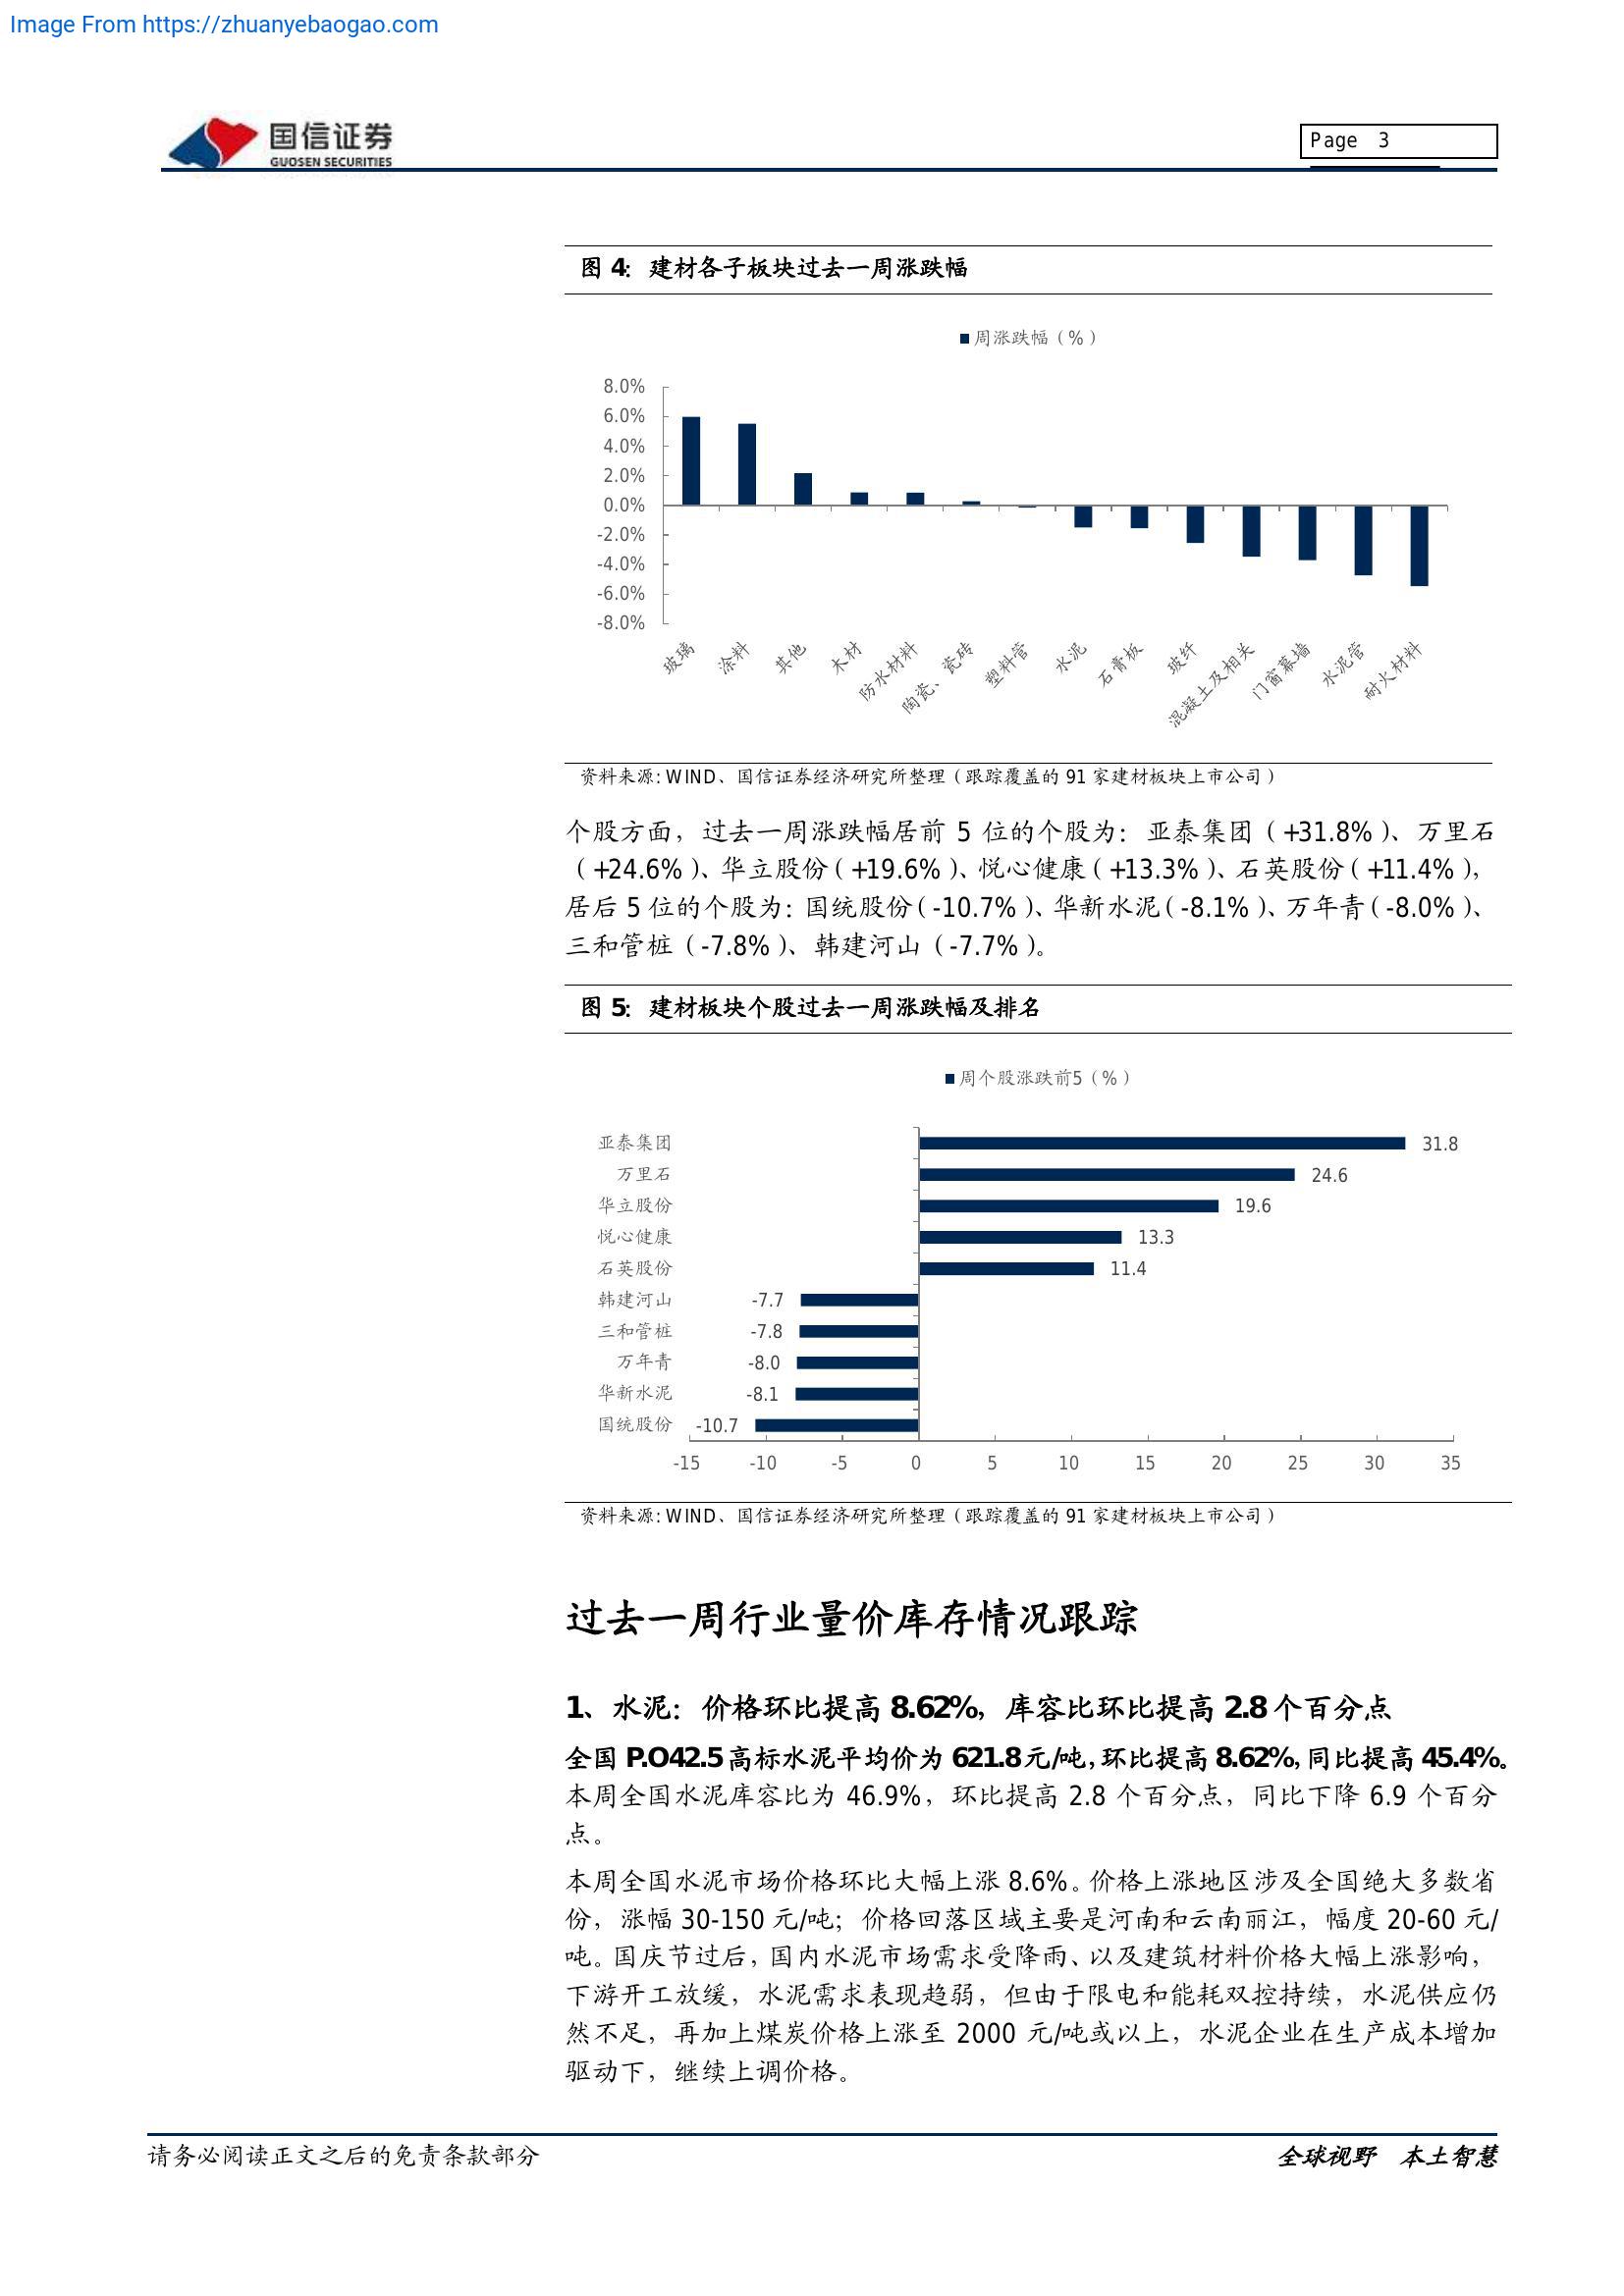 Image From https://zhuanyebaogao.com
国信证券
GUOSEN SECURITIES
Page 3
图 4：建材各子板块过去一周涨跌幅
周涨跌幅（%）
8.0%
6.0%
4.0%
2.0%
0.0%
-2.0%
-4.0%
-6.0%
-8.0%
玻璃
涂料
其他
木材
防水材料
陶瓷、瓷砖
塑料管
水泥
石膏板
玻纤
混凝土及相关
门窗幕墙
水泥管
耐火材料
资料来源: WIND、国信证券经济研究所整理（跟踪覆盖的 91 家建材板块上市公司）
个股方面，过去一周涨跌幅居前 5 位的个股为：亚泰集团（+31.8%）、万里石
（+24.6%）、华立股份（+19.6%）、悦心健康（+13.3%）、石英股份（+11.4%），
居后 5 位的个股为：国统股份（-10.7%）、华新水泥（-8.1%）、万年青（-8.0%）、
三和管桩（-7.8%）、韩建河山（-7.7%）。
图 5：建材板块个股过去一周涨跌幅及排名
周个股涨跌前5（%）
亚泰集团 31.8
万里石 24.6
华立股份 19.6
悦心健康 13.3
石英股份 11.4
韩建河山 -7.7
三和管桩 -7.8
万年青 -8.0
华新水泥 -8.1
国统股份 -10.7
-15 -10 -5 0 5 10 15 20 25 30 35
资料来源: WIND、国信证券经济研究所整理（跟踪覆盖的 91 家建材板块上市公司）
过去一周行业量价库存情况跟踪
1、水泥：价格环比提高 8.62%，库容比环比提高 2.8 个百分点
全国 P.O42.5 高标水泥平均价为 621.8 元/吨，环比提高 8.62%，同比提高 45.4%。
本周全国水泥库容比为 46.9%，环比提高 2.8 个百分点，同比下降 6.9 个百分
点。
本周全国水泥市场价格环比大幅上涨 8.6%。价格上涨地区涉及全国绝大多数省
份，涨幅 30-150 元/吨；价格回落区域主要是河南和云南丽江，幅度 20-60 元/
吨。国庆节过后，国内水泥市场需求受降雨、以及建筑材料价格大幅上涨影响，
下游开工放缓，水泥需求表现趋弱，但由于限电和能耗双控持续，水泥供应仍
然不足，再加上煤炭价格上涨至 2000 元/吨或以上，水泥企业在生产成本增加
驱动下，继续上调价格。
请务必阅读正文之后的免责条款部分
全球视野 本土智慧